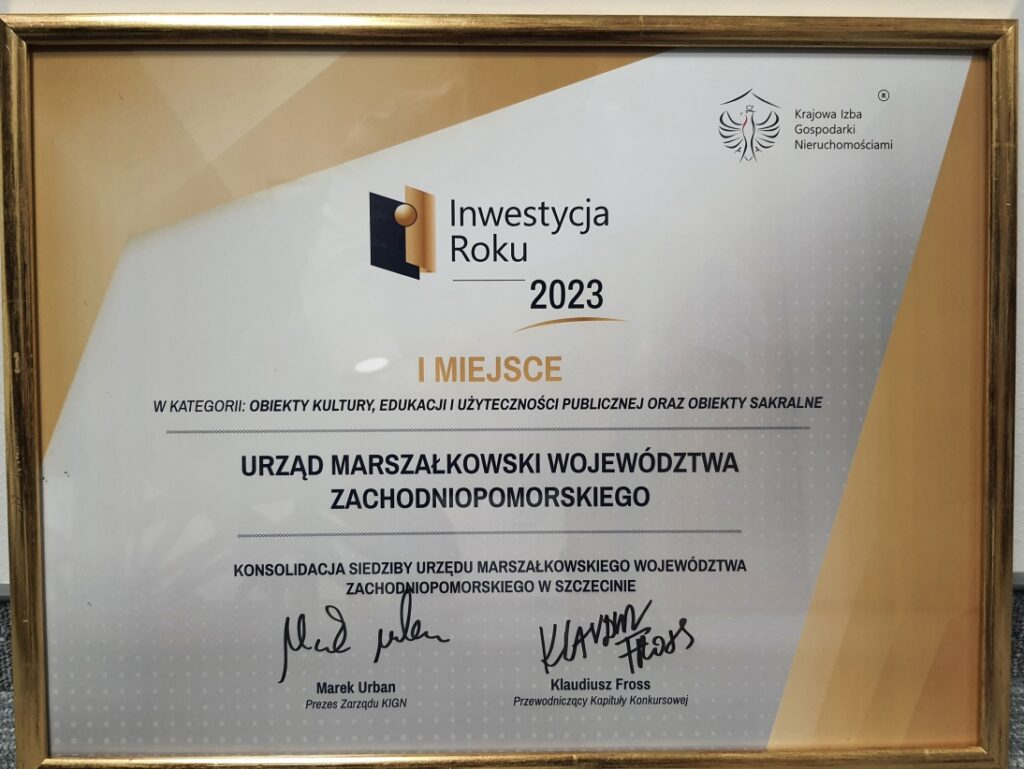 ®
Krajowa Izba
Gospodarki
Nieruchomościami
Inwestycja
Roku
2023
I MIEJSCE
W KATEGORII: OBIEKTY KULTURY, EDUKACJI I UŻYTECZNOŚCI PUBLICZNEJ ORAZ OBIEKTY SAKRALNE
URZĄD MARSZAŁKOWSKI WOJEWÓDZTWA
ZACHODNIOPOMORSKIEGO
KONSOLIDACJA SIEDZIBY URZĘDU MARSZAŁKOWSKIEGO WOJEWÓDZTWA
ZACHODNIOPOMORSKIEGO W SZCZECINIE
KLAUDIUSZ
FROSS
Marek Urban
Prezes Zarządu KIGN
Klaudiusz Fross
Przewodniczący Kapituły Konkursowej